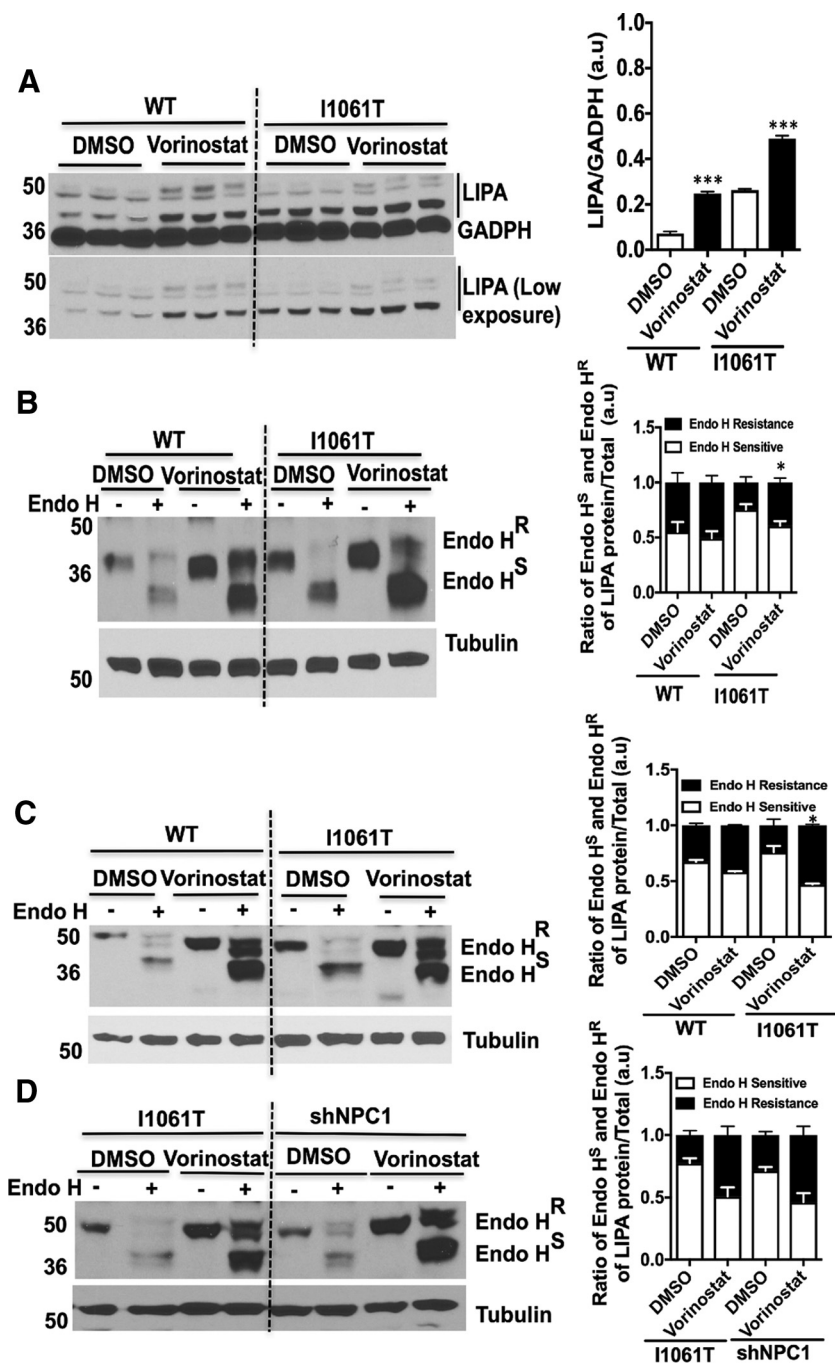 A
WT
I1061T
DMSO
Vorinostat
DMSO
Vorinostat
50
36
LIPA
GADPH
50
36
LIPA (Low
exposure)
LIPA/GADPH (a.u)
1.0
0.8
0.6
0.4
0.2
0.0
***
***
DMSO
Vorinostat
DMSO
Vorinostat
WT
I1061T
B
WT
I1061T
DMSO
Vorinostat
DMSO
Vorinostat
Endo H
-
+
-
+
-
+
-
+
50
36
Endo H^R
Endo H^S
Tubulin
50
Ratio of Endo H^S and Endo H^R
of LIPA protein/Total (a.u)
1.5
1.0
0.5
0.0
Endo H Resistance
Endo H Sensitive
*
DMSO
Vorinostat
DMSO
Vorinostat
WT
I1061T
C
WT
I1061T
DMSO
Vorinostat
DMSO
Vorinostat
Endo H
-
+
-
+
-
+
-
+
50
36
Endo H^R
Endo H^S
50
Tubulin
Ratio of Endo H^S and Endo H^R
of LIPA protein/Total (a.u)
1.5
1.0
0.5
0.0
Endo H Resistance
Endo H Sensitive
*
DMSO
Vorinostat
DMSO
Vorinostat
WT
I1061T
D
I1061T
shNPC1
DMSO
Vorinostat
DMSO
Vorinostat
Endo H
-
+
-
+
-
+
-
+
50
36
Endo H^R
Endo H^S
50
Tubulin
Ratio of Endo H^S and Endo H^R
of LIPA protein/Total (a.u)
1.5
1.0
0.5
0.0
Endo H Sensitive
Endo H Resistance
DMSO
Vorinostat
DMSO
Vorinostat
I1061T
shNPC1